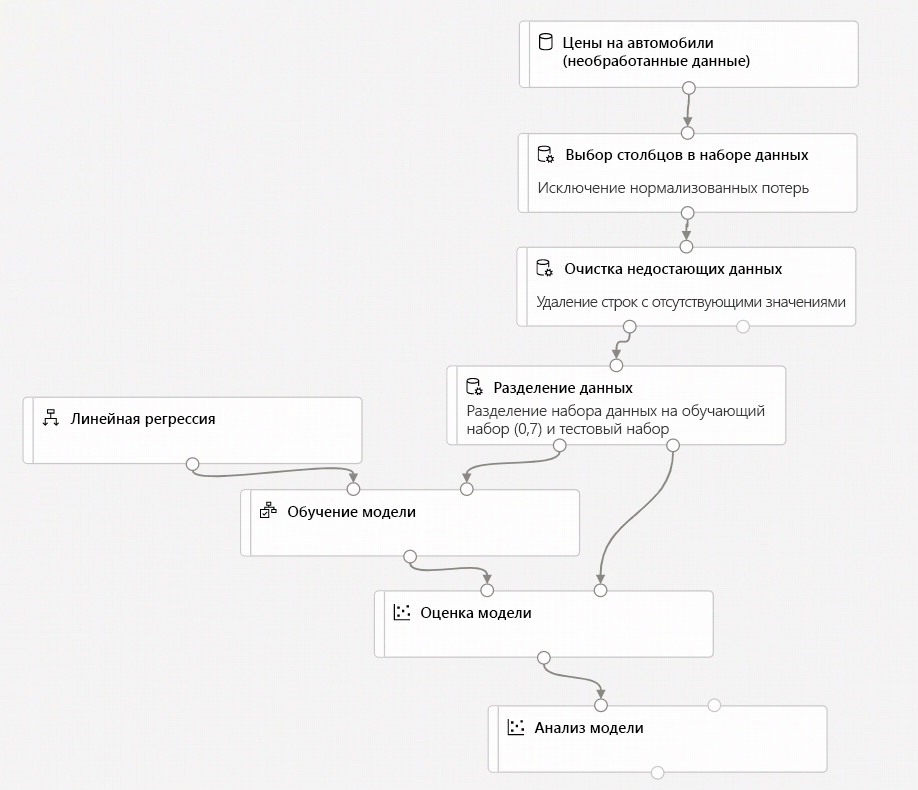 Цены на автомобили
(необработанные данные)
Выбор столбцов в наборе данных
Исключение нормализованных потерь
Очистка недостающих данных
Удаление строк с отсутствующими значениями
Разделение данных
Разделение набора данных на обучающий
набор (0,7) и тестовый набор
Линейная регрессия
Обучение модели
Оценка модели
Анализ модели